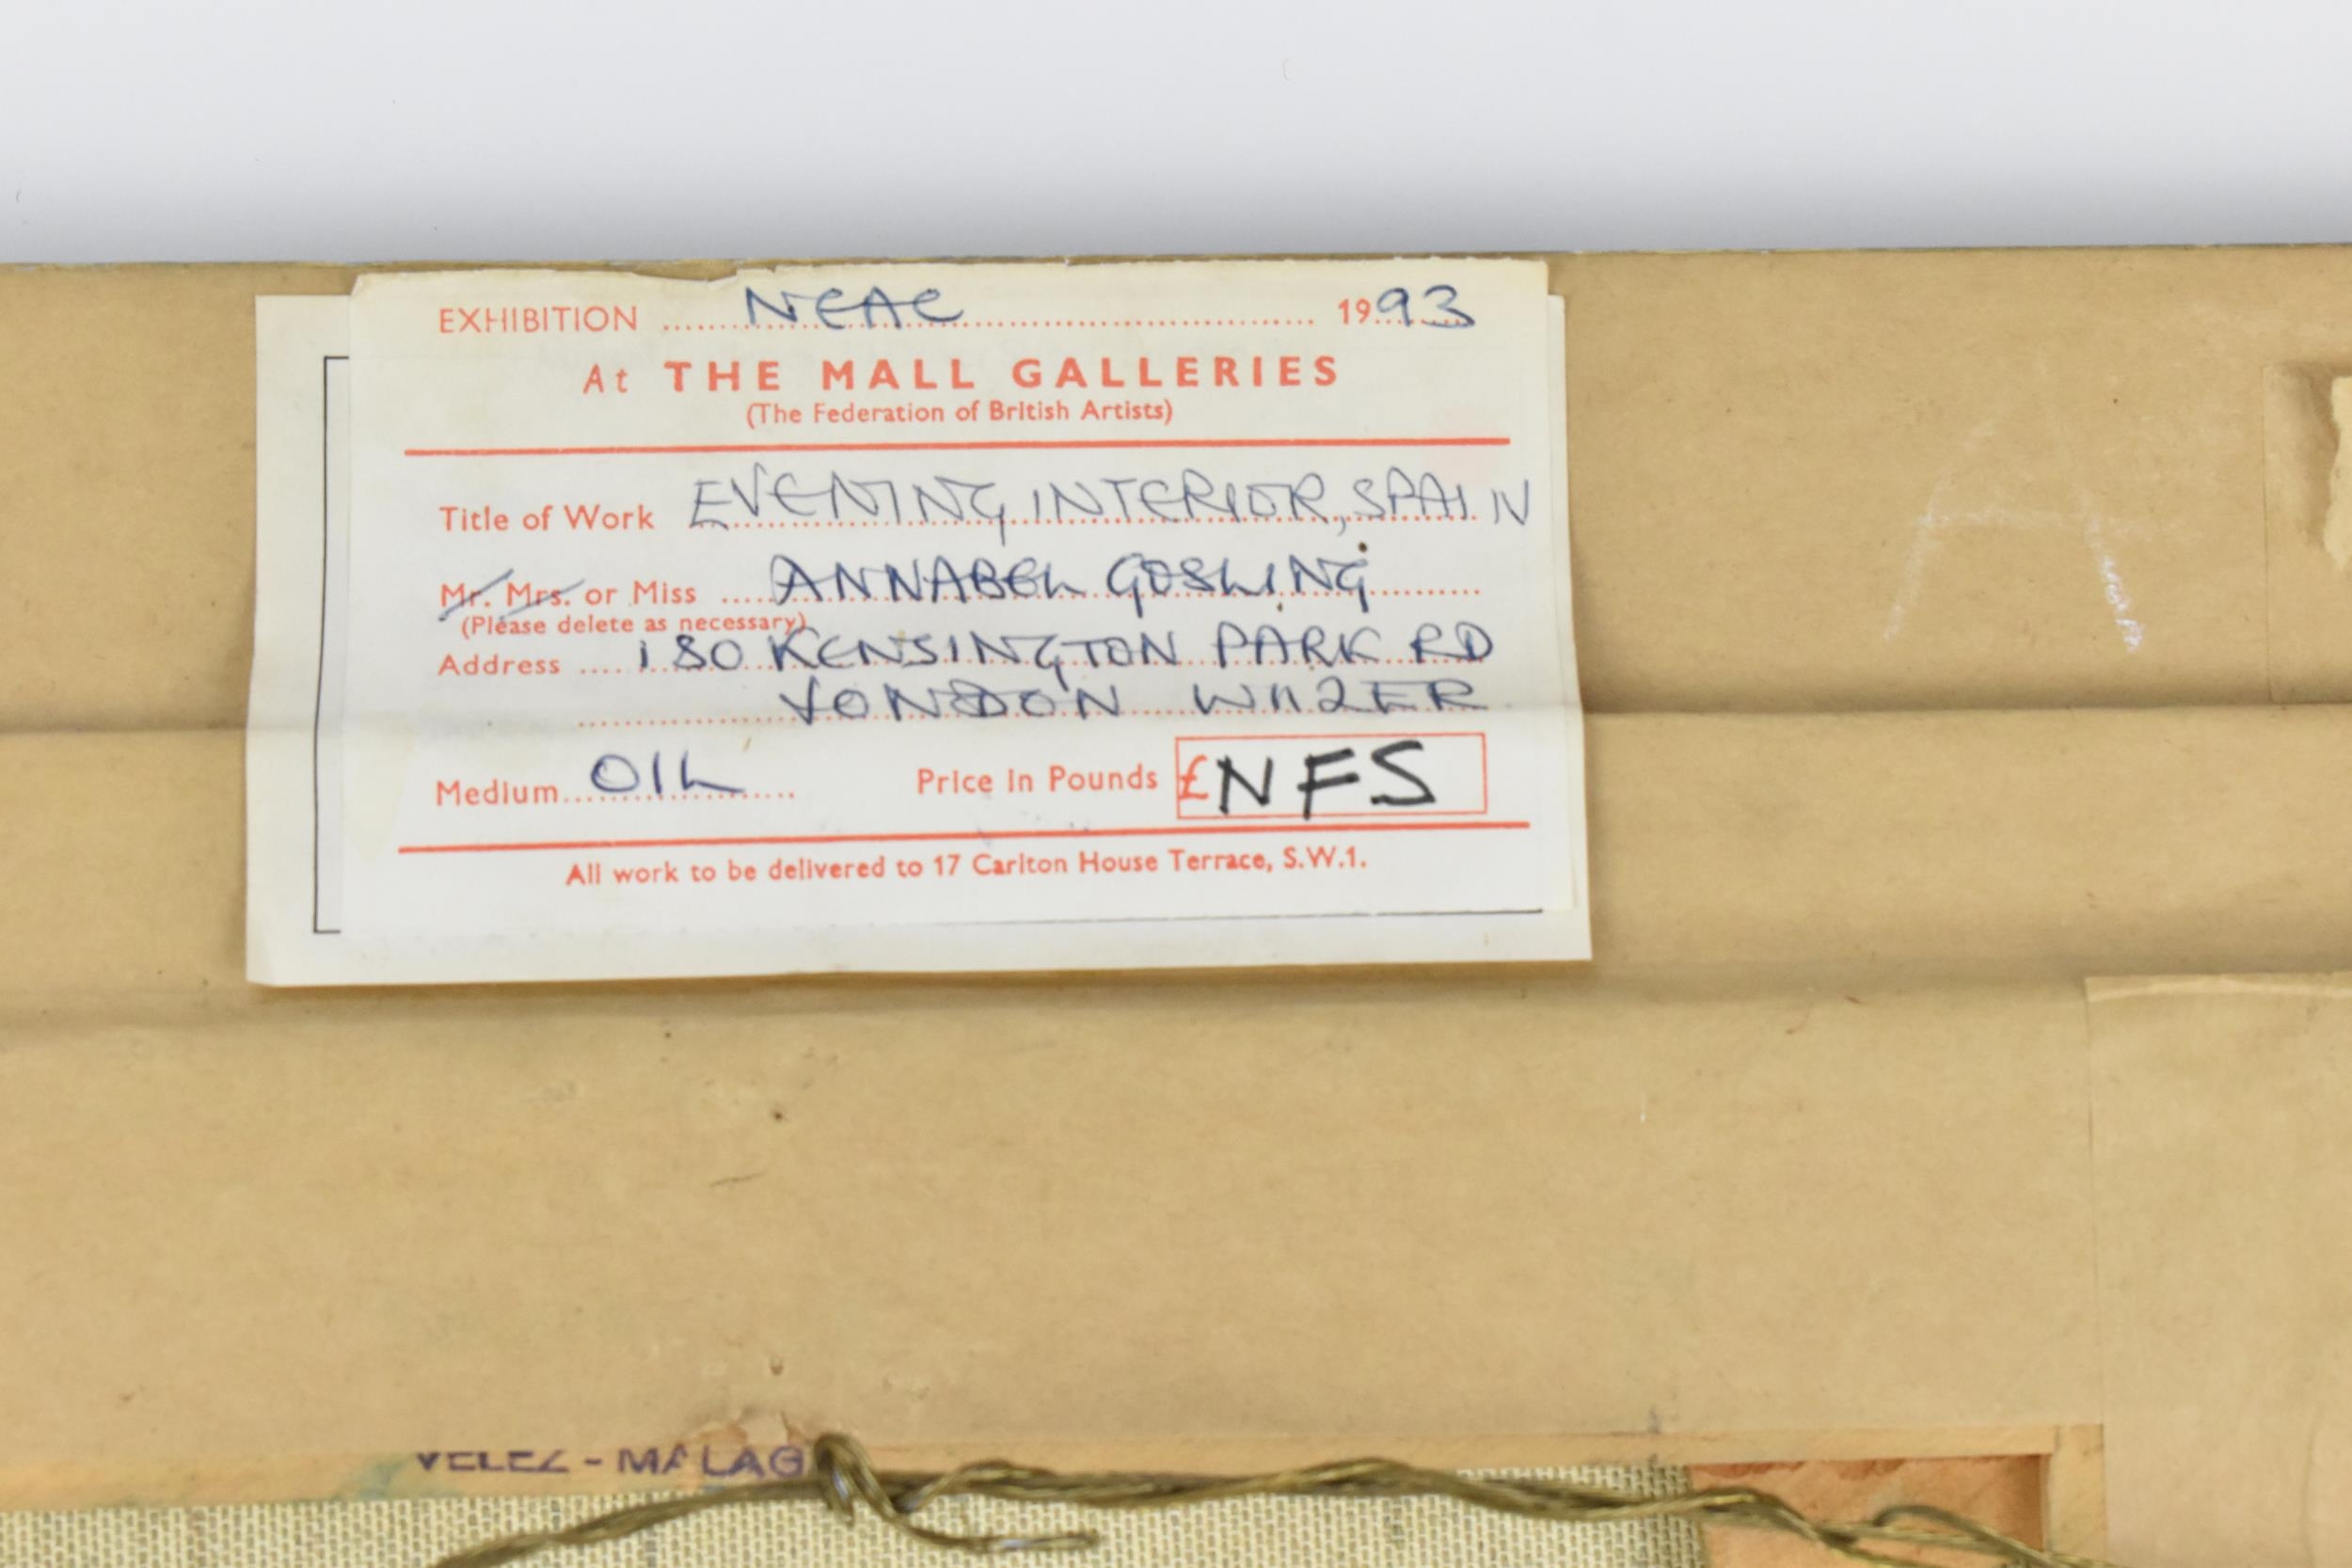 EXHIBITION NEAC 1993
At THE MALL GALLERIES
(The Federation of British Artists)
Title of Work EVENING, INTERIOR, SPAIN
Mr. Mrs. or Miss ANNABEL GOSLING
(Please delete as necessary)
Address 180 KENSINGTON PARK RD
LONDON W11 2ER
Medium OIL Price in Pounds £ NFS
All work to be delivered to 17 Carlton House Terrace, S.W.1.
A
VELEZ - MALAG